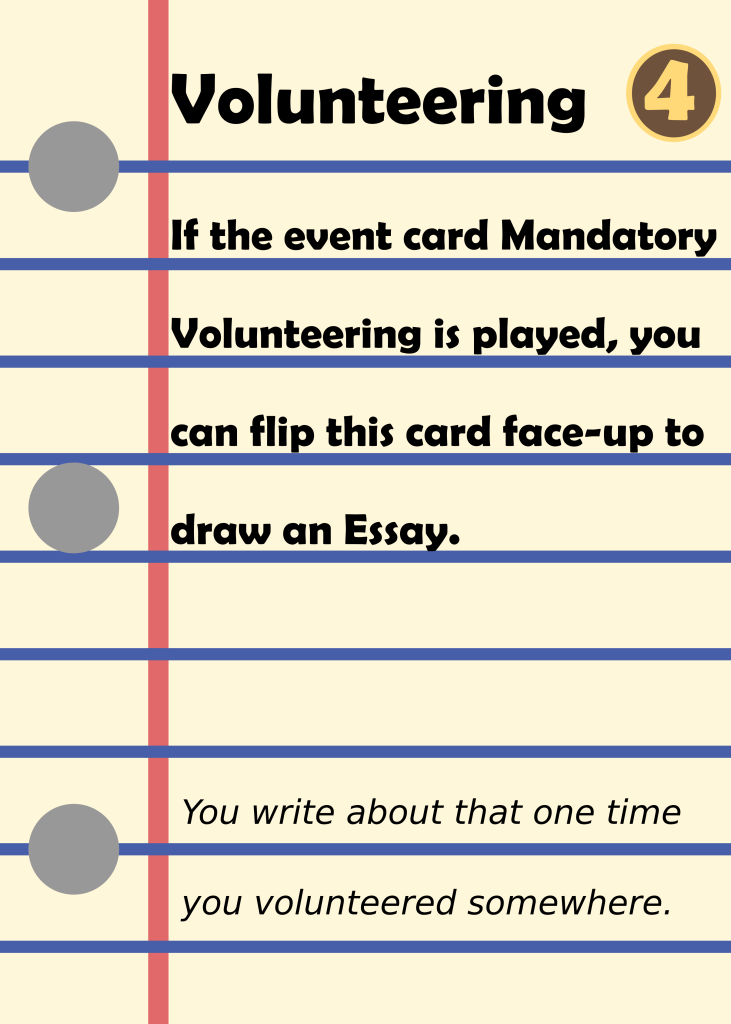 Volunteering 4
If the event card Mandatory
Volunteering is played, you
can flip this card face-up to
draw an Essay.
You write about that one time
you volunteered somewhere.